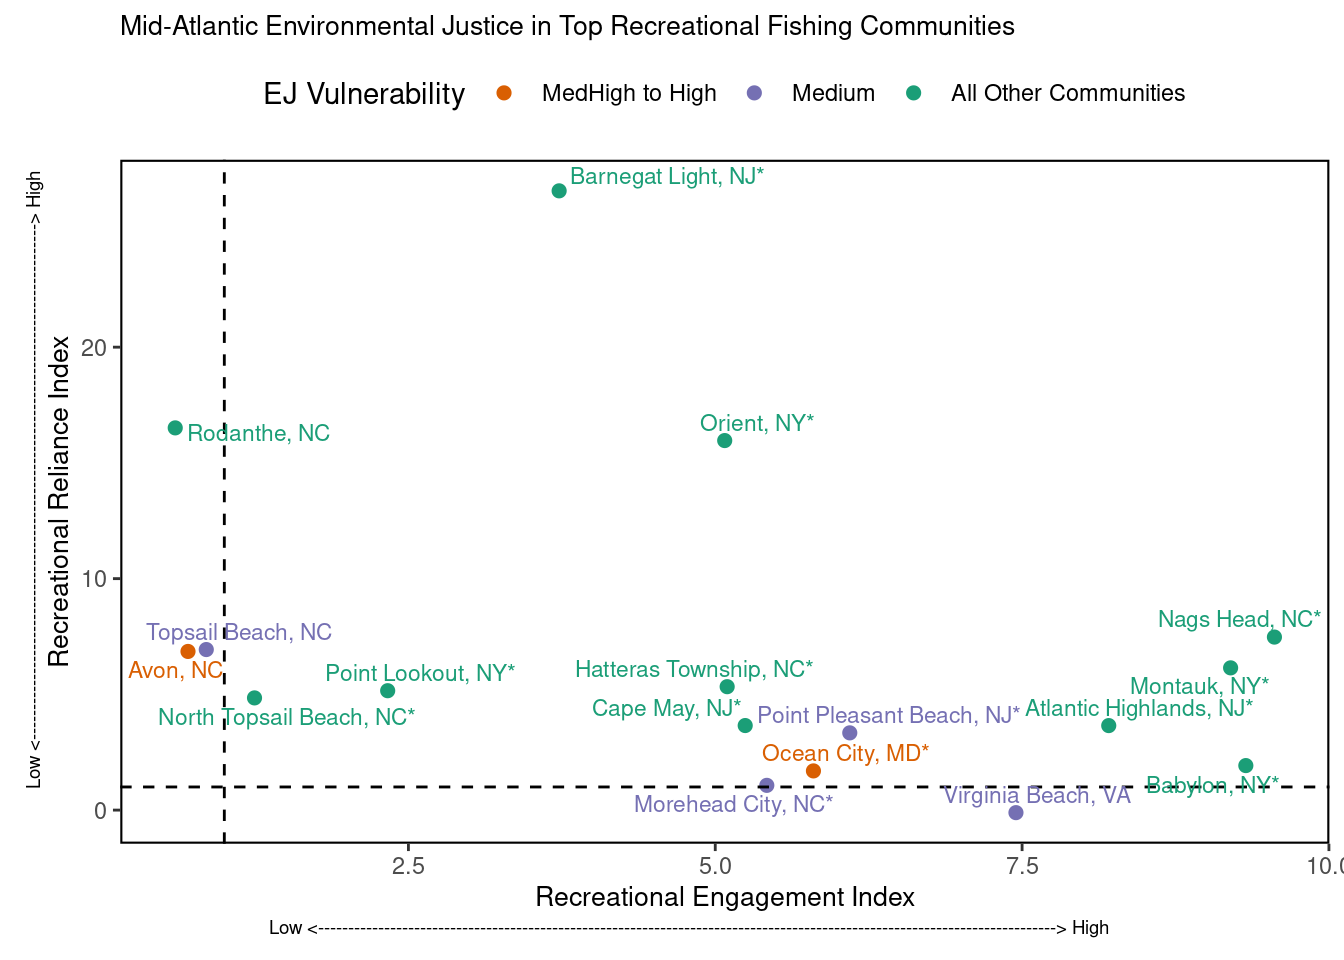 Mid-Atlantic Environmental Justice in Top Recreational Fishing Communities
EJ Vulnerability MedHigh to High Medium All Other Communities
Recreational Reliance Index
Low <--------------------------------------------------------------------------------------------> High
20
10
0
Barnegat Light, NJ*
Orient, NY*
Rodanthe, NC
Nags Head, NC*
Topsail Beach, NC
Avon, NC
Point Lookout, NY*
Hatteras Township, NC*
Montauk, NY*
North Topsail Beach, NC*
Cape May, NJ*
Point Pleasant Beach, NJ*
Atlantic Highlands, NJ*
Ocean City, MD*
Babylon, NY*
Morehead City, NC*
Virginia Beach, VA
2.5 5.0 7.5 10.0
Recreational Engagement Index
Low <----------------------------------------------------------------------------------------------------------------------------> High